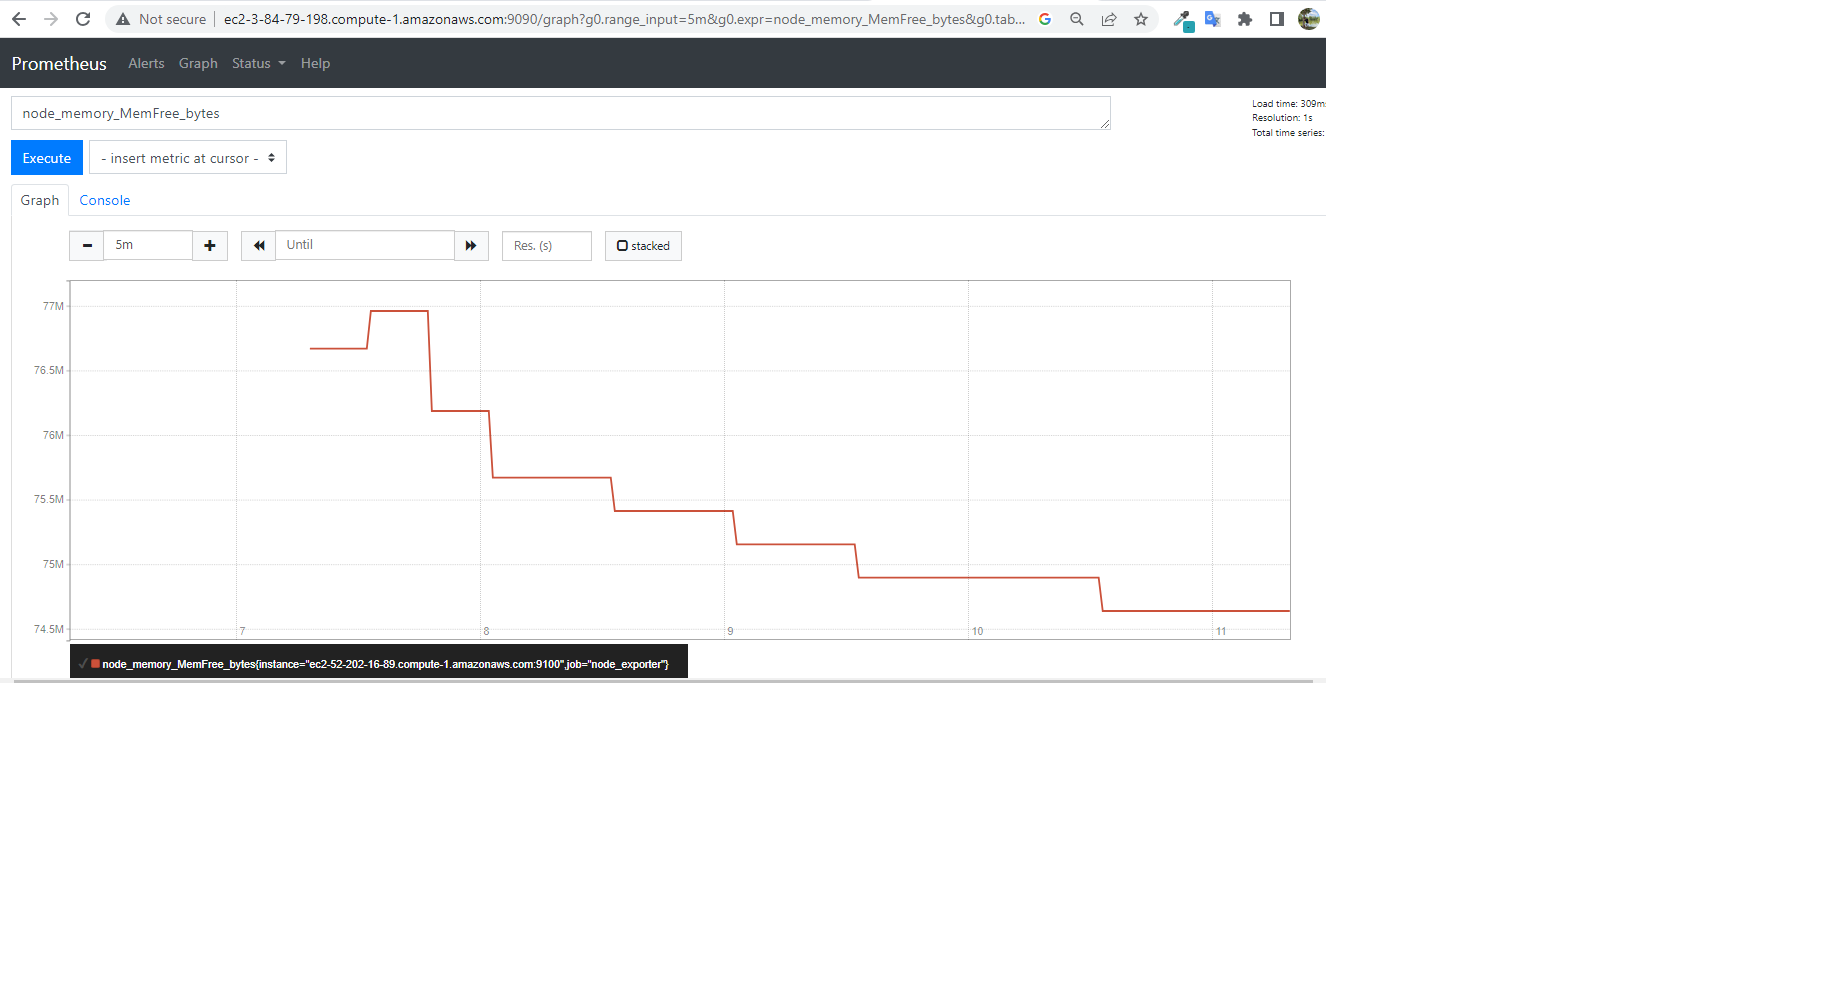 Not secure | ec2-3-84-79-198.compute-1.amazonaws.com:9090/graph?g0.range_input=5m&g0.expr=node_memory_MemFree_bytes&g0.tab...
Prometheus Alerts Graph Status Help
node_memory_MemFree_bytes
Load time: 309m
Resolution: 1s
Total time series:
Execute - insert metric at cursor -
Graph Console
5m Until Res. (s) stacked
77M
76.5M
76M
75.5M
75M
74.5M
7 8 9 10 11
node_memory_MemFree_bytes{instance="ec2-52-202-16-89.compute-1.amazonaws.com:9100",job="node_exporter"}